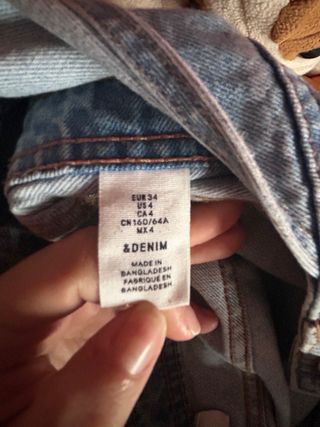 EUR 34
US 4
CA 4
CN 160/64A
MX 4
&DENIM
MADE IN
BANGLADESH
FABRIQUE EN
BANGLADESH